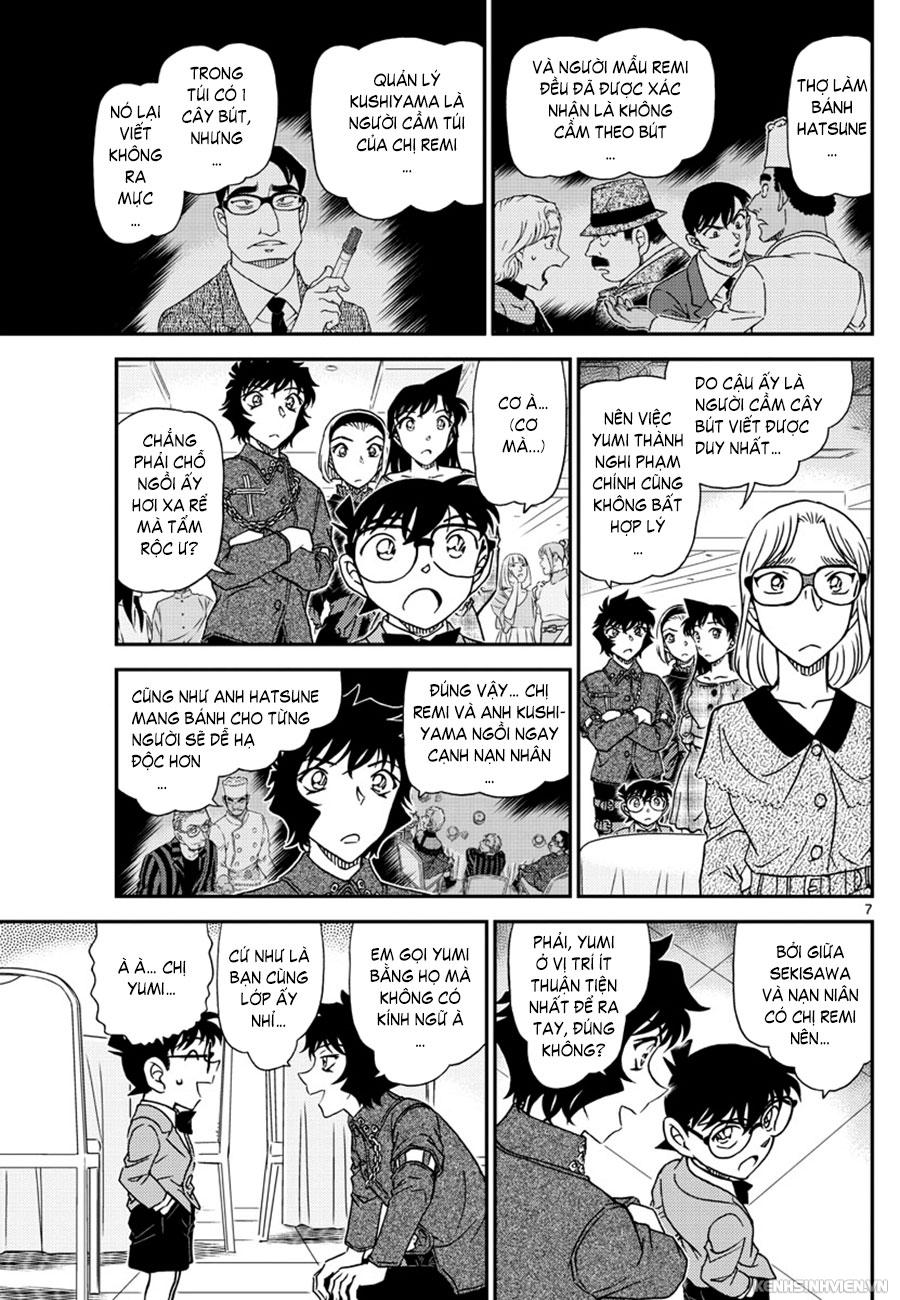 THỢ LÀM
BÁNH
HATSUNE
...
VÀ NGƯỜI MẪU REMI
ĐỀU ĐÃ ĐƯỢC XÁC
NHẬN LÀ KHÔNG
CẦM THEO BÚT
...
QUẢN LÝ
KUSHIYAMA LÀ
NGƯỜI CẦM TÚI
CỦA CHỊ REMI
...
TRONG
TÚI CÓ 1
CÂY BÚT,
NHƯNG
...
NÓ LẠI
VIẾT
KHÔNG
RA
MỰC
...
DO CẬU ẤY LÀ
NGƯỜI CẦM CÂY
BÚT VIẾT ĐƯỢC
DUY NHẤT...
NÊN VIỆC
YUMI THÀNH
NGHI PHẠM
CHÍNH CŨNG
KHÔNG BẤT
HỢP LÝ
...
CƠ À...
(CƠ
MÀ...)
CHẲNG
PHẢI CHỖ
NGỒI ẤY
HƠI XA RỂ
MÀ TẨM
RỘC Ư?
ĐÚNG VẬY... CHỊ
REMI VÀ ANH KUSHI-
YAMA NGỒI NGAY
CẠNH NẠN NHÂN
...
CŨNG NHƯ ANH HATSUNE
MANG BÁNH CHO TỪNG
NGƯỜI SẼ DỄ HẠ
ĐỘC HƠN
...
7
BỞI GIỮA
SEKISAWA
VÀ NẠN NIÂN
CÓ CHỊ REMI
NÊN...
PHẢI, YUMI
Ở VỊ TRÍ ÍT
THUẬN TIỆN
NHẤT ĐỂ RA
TAY, ĐÚNG
KHÔNG?
EM GỌI YUMI
BẰNG HỌ MÀ
KHÔNG CÓ
KÍNH NGỮ À
...
CỨ NHƯ LÀ
BẠN CÙNG
LỚP ẤY
NHỈ...
À À... CHỊ
YUMI...
KENHSINHVIEN.VN